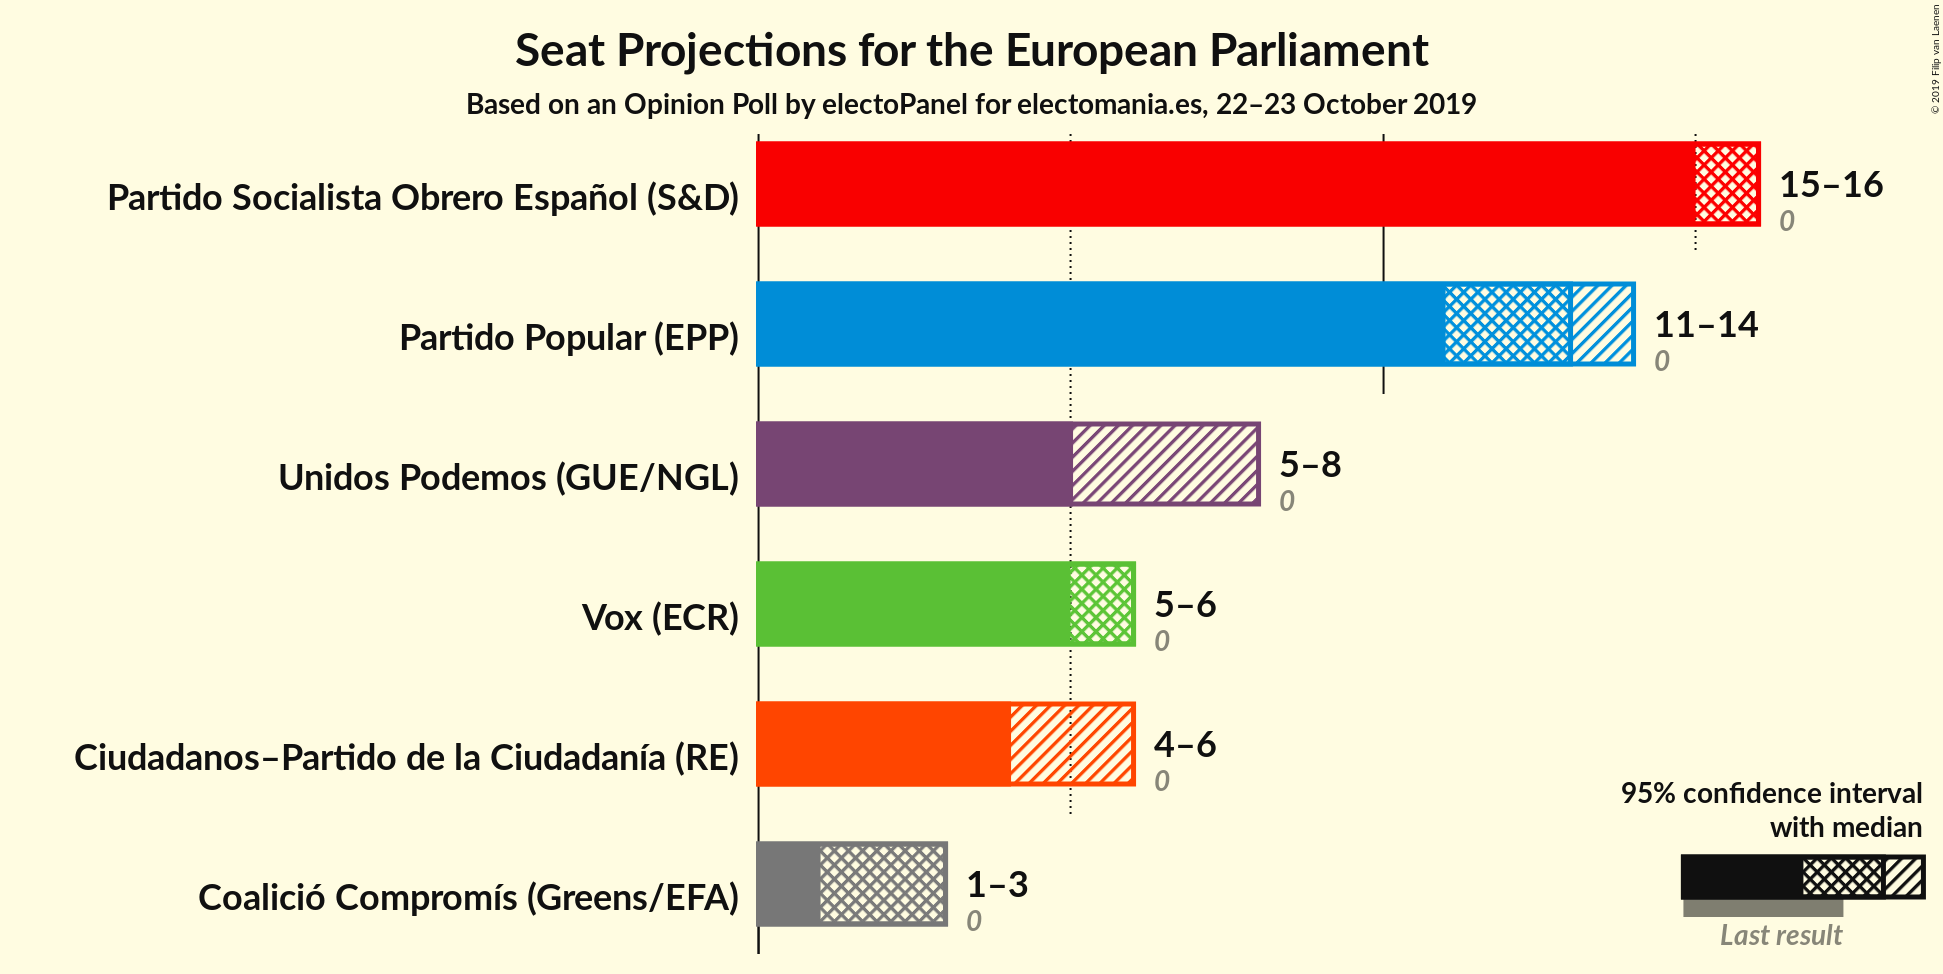 Seat Projections for the European Parliament
Based on an Opinion Poll by electoPanel for electomania.es, 22–23 October 2019
© 2019 Filip van Laenen
Partido Socialista Obrero Español (S&D)
15–16
0
Partido Popular (EPP)
11–14
0
Unidos Podemos (GUE/NGL)
5–8
0
Vox (ECR)
5–6
0
Ciudadanos–Partido de la Ciudadanía (RE)
4–6
0
Coalició Compromís (Greens/EFA)
1–3
0
95% confidence interval
with median
Last result